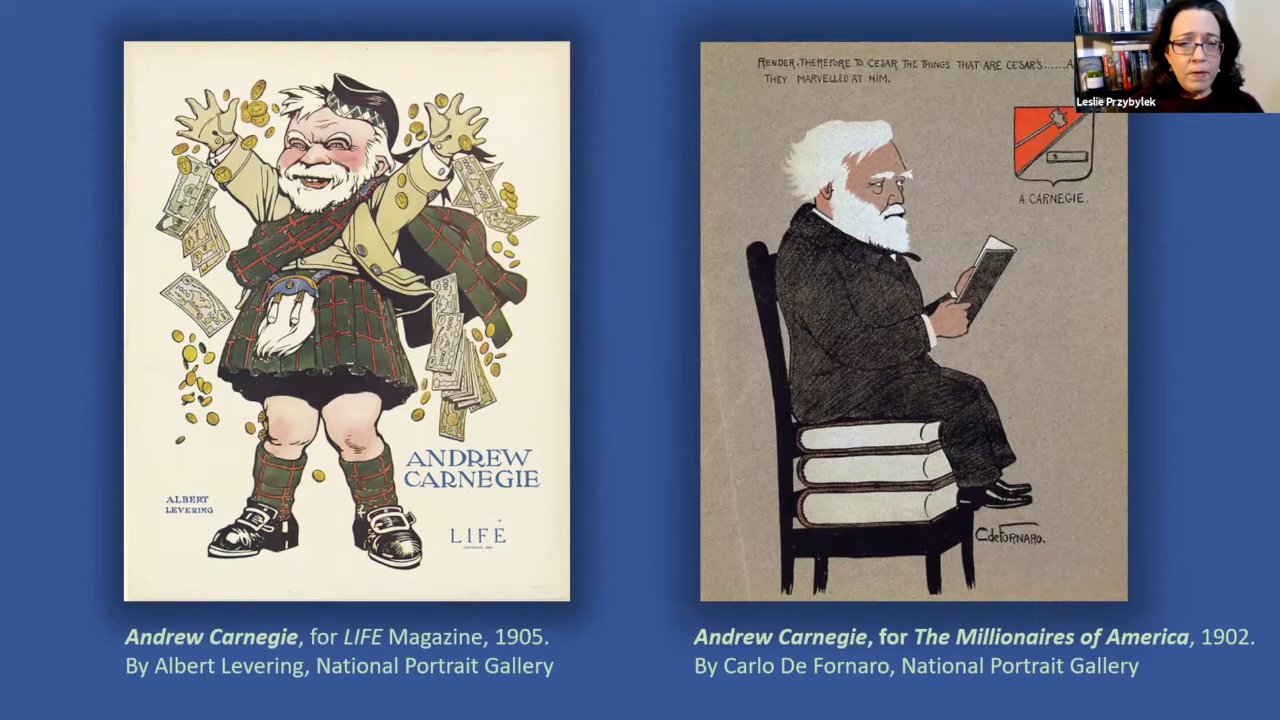 RENDER, THEREFORE TO CESAR THE THINGS THAT ARE CESAR'S......A
THEY MARVELLED AT HIM.
Leslie Przybylek
$
A CARNEGIE.
ANDREW
CARNEGIE
ALBERT
LEVERING
LIFE
CdeFORNARO.
Andrew Carnegie, for LIFE Magazine, 1905.
By Albert Levering, National Portrait Gallery
Andrew Carnegie, for The Millionaires of America, 1902.
By Carlo De Fornaro, National Portrait Gallery